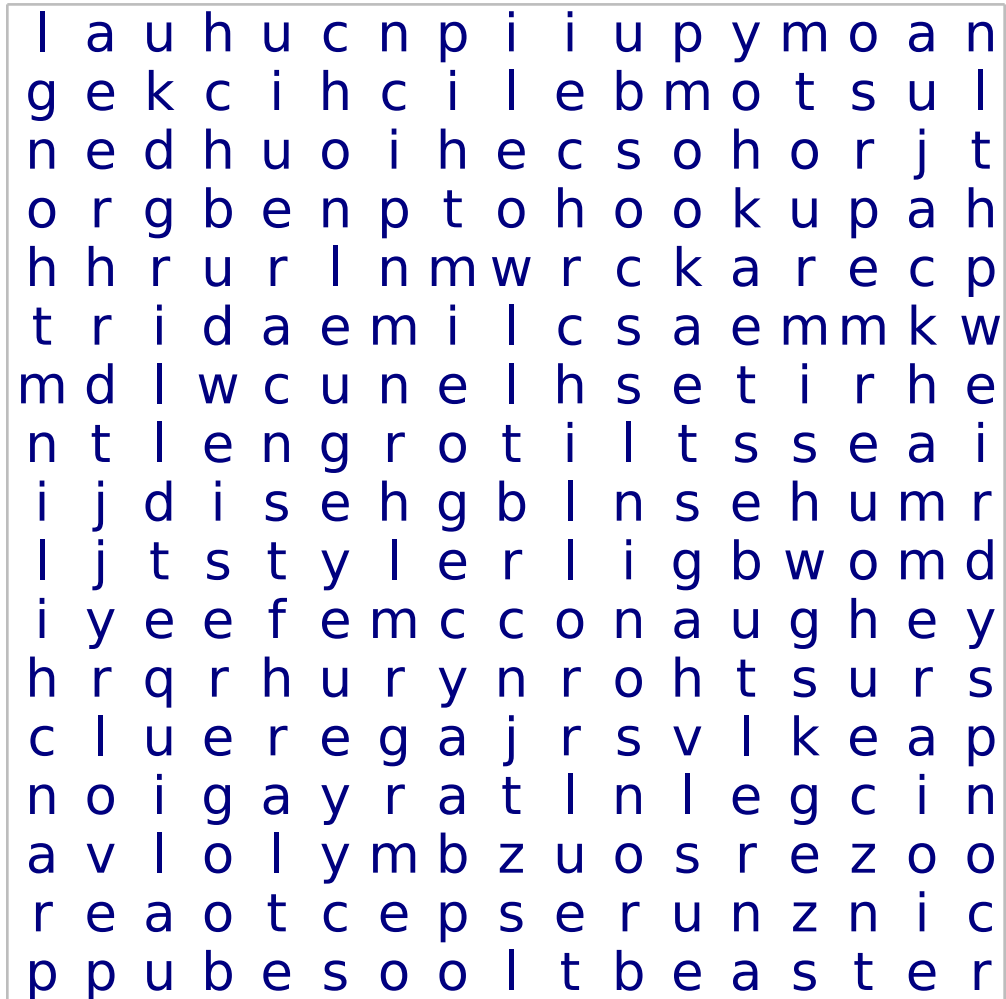 l a u h u c n p i i u p y m o a n
g e k c i h c i l e b m o t s u l
n e d h u o i h e c s o h o r j t
o r g b e n p t o h o o k u p a h
h h r u r l n m w r c k a r e c p
t r i d a e m i l c s a e m m k w
m d l w c u n e l h s e t i r h e
n t l e n g r o t i l t s s e a i
i j d i s e h g b l n s e h u m r
l j t s t y l e r l i g b w o m d
i y e e f e m c c o n a u g h e y
h r q r h u r y n r o h t s u r s
c l u e r e g a j r s v l k e a p
n o i g a y r a t l n l e g c i n
a v l o l y m b z u o s r e z o o
r e a o t c e p s e r u n z n i c
p p u b e s o o l t b e a s t e r